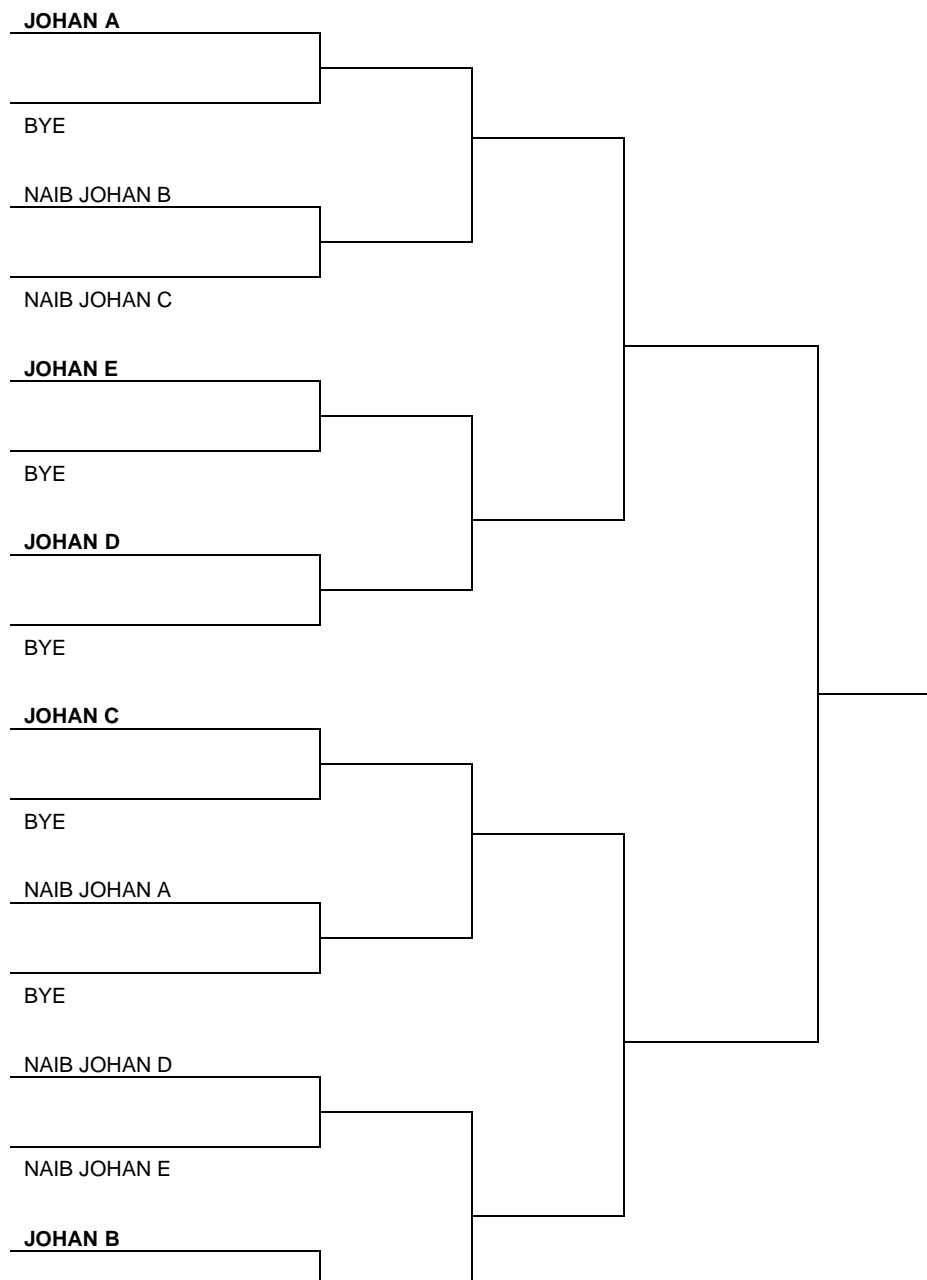 JOHAN A
BYE
NAIB JOHAN B
NAIB JOHAN C
JOHAN E
BYE
JOHAN D
BYE
JOHAN C
BYE
NAIB JOHAN A
BYE
NAIB JOHAN D
NAIB JOHAN E
JOHAN B